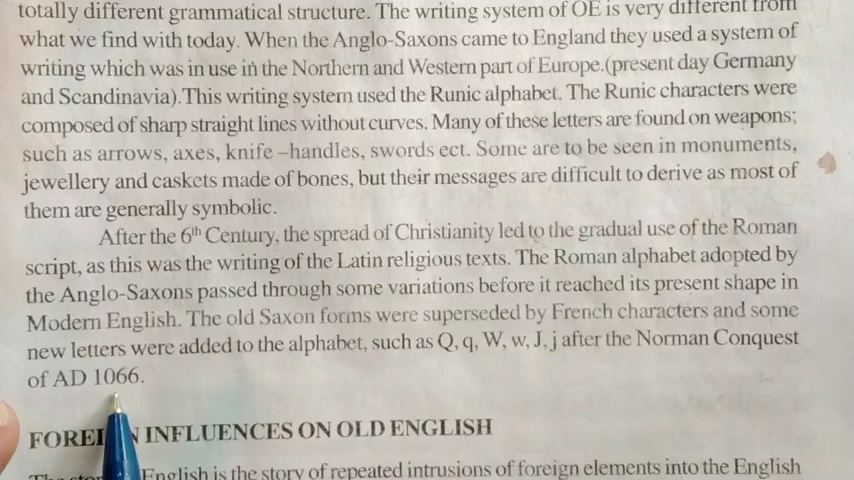 totally different grammatical structure. The writing system of OE is very different from
what we find with today. When the Anglo-Saxons came to England they used a system of
writing which was in use in the Northern and Western part of Europe.(present day Germany
and Scandinavia).This writing system used the Runic alphabet. The Runic characters were
composed of sharp straight lines without curves. Many of these letters are found on weapons;
such as arrows, axes, knife –handles, swords ect. Some are to be seen in monuments,
jewellery and caskets made of bones, but their messages are difficult to derive as most of
them are generally symbolic.
After the 6th Century, the spread of Christianity led to the gradual use of the Roman
script, as this was the writing of the Latin religious texts. The Roman alphabet adopted by
the Anglo-Saxons passed through some variations before it reached its present shape in
Modern English. The old Saxon forms were superseded by French characters and some
new letters were added to the alphabet, such as Q, q, W, w, J, j after the Norman Conquest
of AD 1066.
INFLUENCES ON OLD ENGLISH
English is the story of repeated intrusions of foreign elements into the English